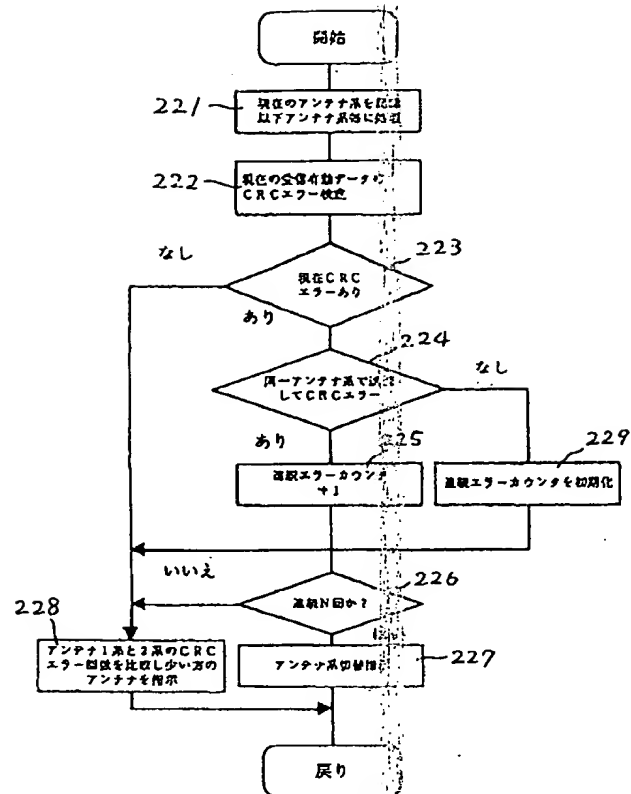 開始
221
現在のアンテナ系を記録
以下アンテナ系毎に処理
222
現在の受信有効データの
CRCエラー検定
223
なし
現在CRC
エラーあり
あり
224
同一アンテナ系で
してCRCエラー
なし
あり
225
229
連続エラーカウンタ
+1
連続エラーカウンタを初期化
いいえ
226
連続N回か?
228
アンテナ1系と2系のCRC
エラー回数を比較し少い方の
アンテナを指示
アンテナ系切替指
227
戻り